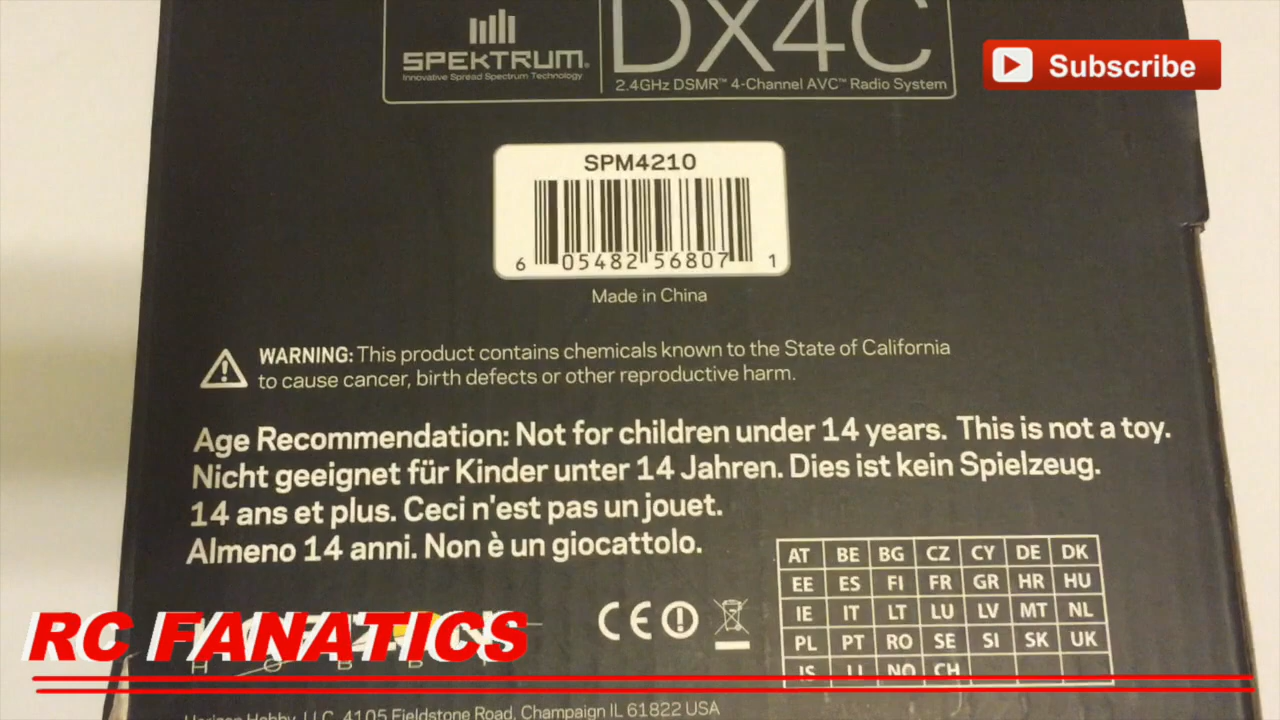 SPEKTRUM®
Innovative Spread Spectrum Technology™
DX4C
2.4GHz DSMR™ 4-Channel AVC™ Radio System
Subscribe
SPM4210
6 05482 56807 1
Made in China
WARNING: This product contains chemicals known to the State of California
to cause cancer, birth defects or other reproductive harm.
Age Recommendation: Not for children under 14 years. This is not a toy.
Nicht geeignet für Kinder unter 14 Jahren. Dies ist kein Spielzeug.
14 ans et plus. Ceci n'est pas un jouet.
Almeno 14 anni. Non è un giocattolo.
AT BE BG CZ CY DE DK
EE ES FI FR GR HR HU
IE IT LT LU LV MT NL
PL PT RO SE SI SK UK
IS LI NO CH
CE
RC FANATICS
HOBBY
Horizon Hobby, LLC, 4105 Fieldstone Road, Champaign IL 61822 USA